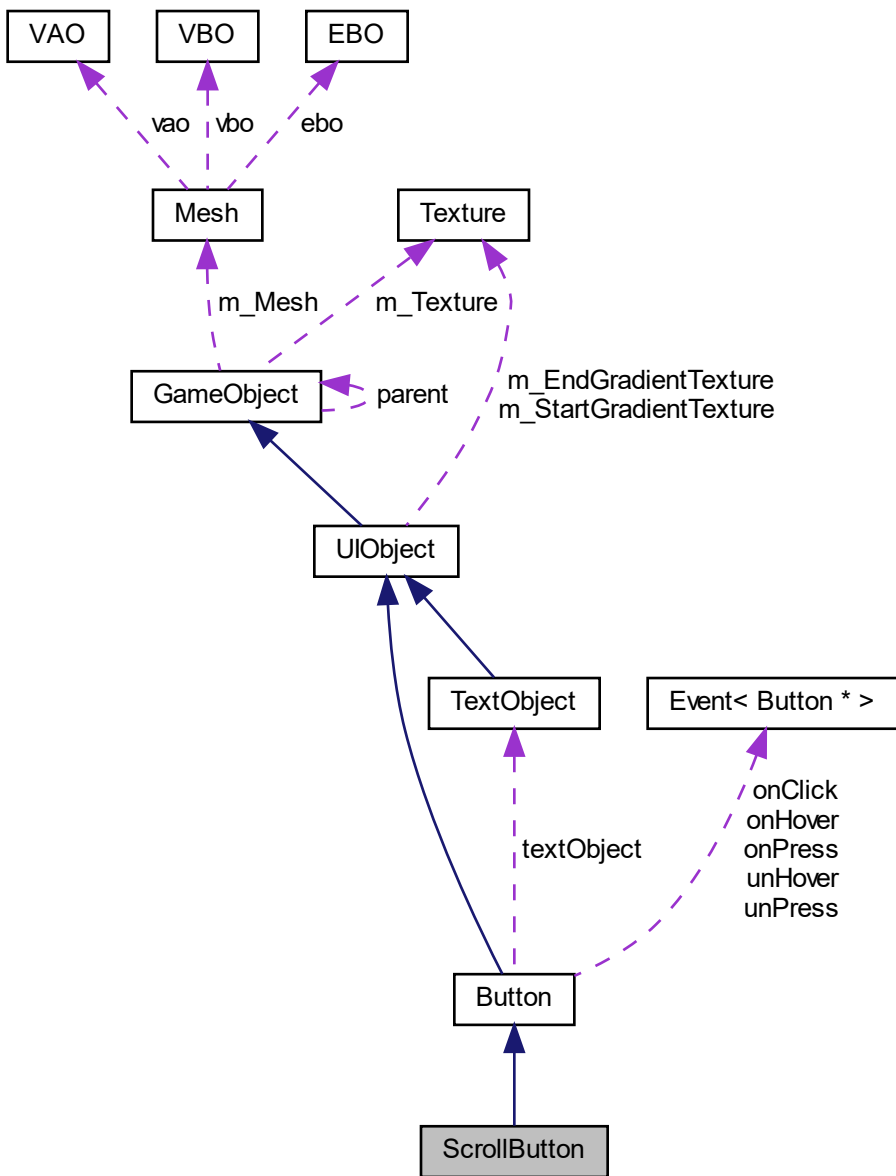 VAO
VBO
EBO
vao
vbo
ebo
Mesh
Texture
m_Mesh
m_Texture
GameObject
parent
m_EndGradientTexture
m_StartGradientTexture
UIObject
TextObject
Event< Button * >
onClick
onHover
onPress
unHover
unPress
textObject
Button
ScrollButton